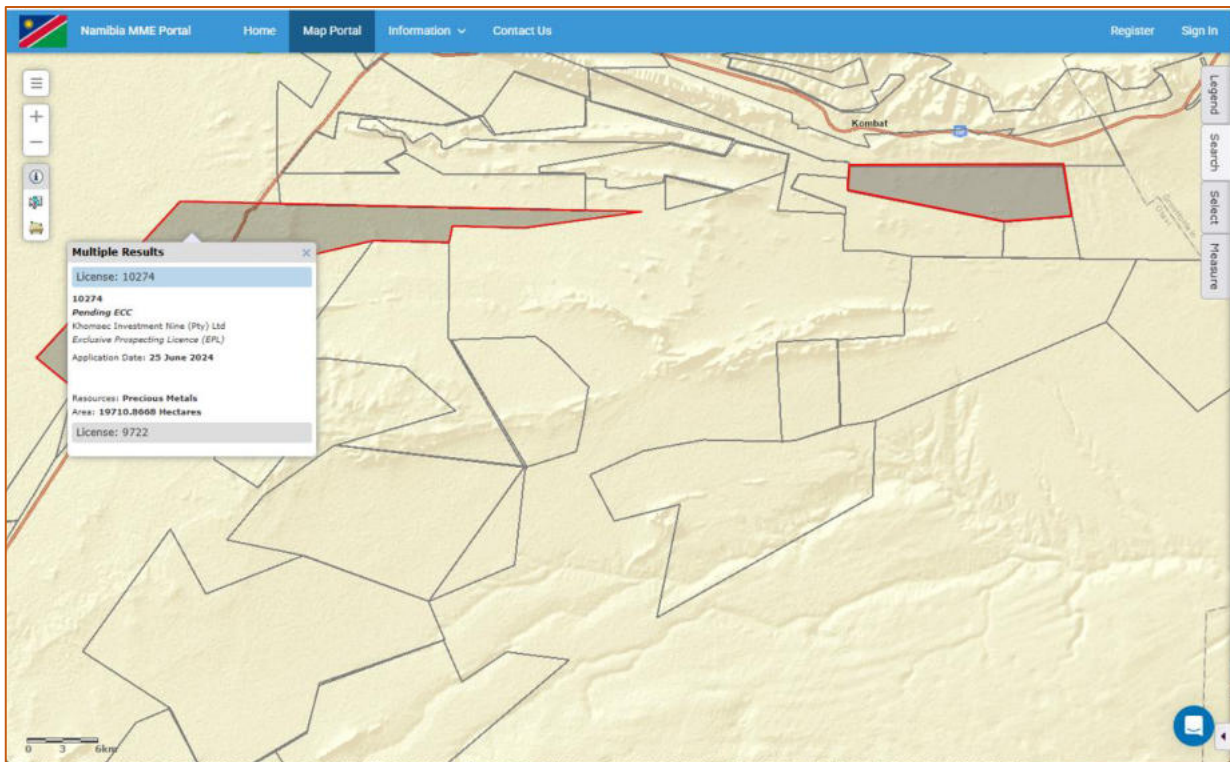 Namibia MME Portal Home Map Portal Information Contact Us Register Sign In
Legend
Search
Select
Measure
Kombat
Multiple Results
License: 10274
10274
Pending ECC
Khomsec Investment Nine (Pty) Ltd
Exclusive Prospecting Licence (EPL)
Application Date: 25 June 2024
Resources: Precious Metals
Area: 19710.8668 Hectares
License: 9722
0 3 6km